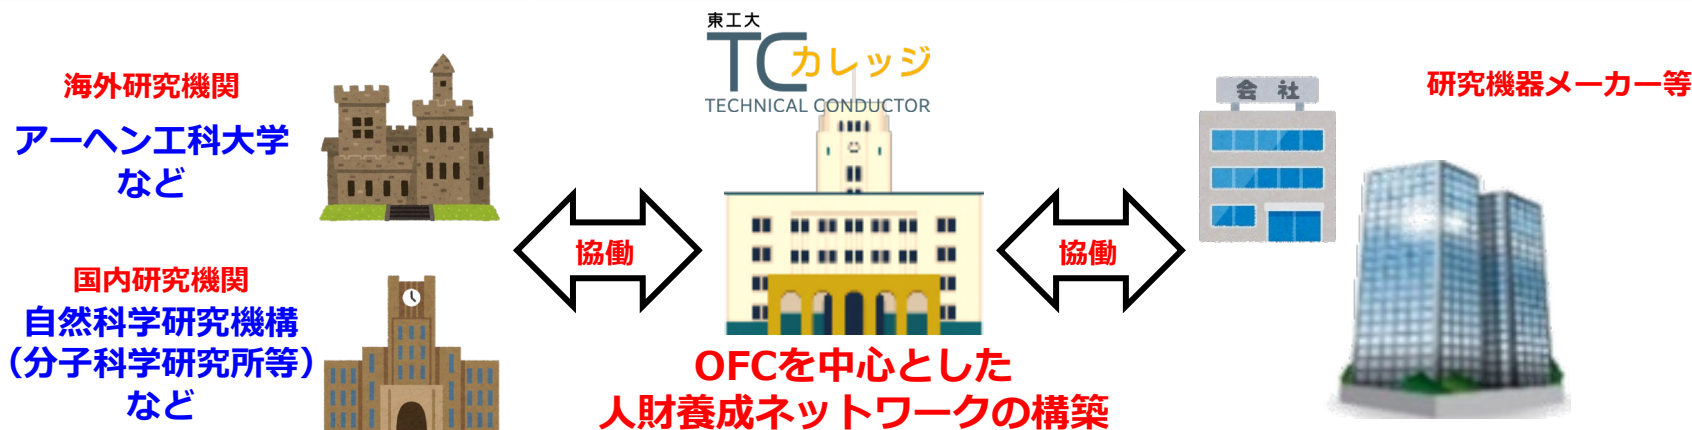 海外研究機関
アーヘン工科大学
など
国内研究機関
自然科学研究機構
（分子科学研究所等）
など
協働
東工大
TCカレッジ
TECHNICAL CONDUCTOR
OFCを中心とした
人財養成ネットワークの構築
協働
会社
研究機器メーカー等